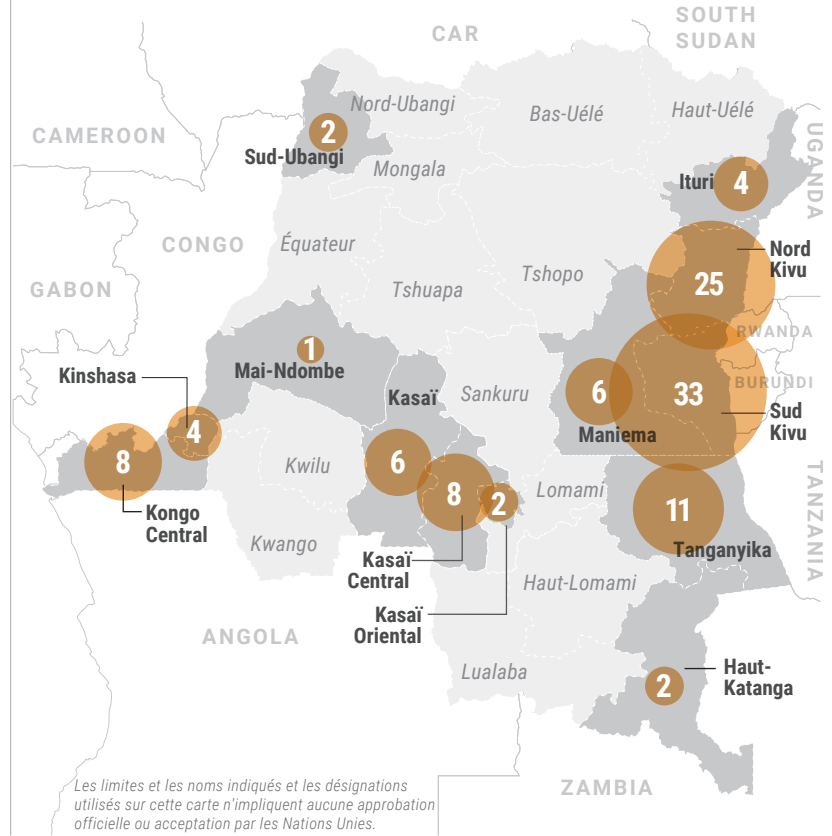 SOUTH
SUDAN
CAR
Nord-Ubangi
Bas-Uélé
Haut-Uélé
CAMEROON
2
Sud-Ubangi
Mongala
UGANDA
Ituri
4
CONGO
Équateur
Nord
Kivu
Tshopo
GABON
Tshuapa
25
RWANDA
1
Mai-Ndombe
Kinshasa
Kasaï
Sankuru
6
33
BURUNDI
Sud
Kivu
Maniema
4
8
Kwilu
6
8
2
Lomami
TANZANIA
Kongo
Central
11
Kwango
Tanganyika
Kasaï
Central
Haut-Lomami
Kasaï
Oriental
ANGOLA
Lualaba
2
Haut-
Katanga
ZAMBIA
Les limites et les noms indiqués et les désignations
utilisés sur cette carte n'impliquent aucune approbation
officielle ou acceptation par les Nations Unies.